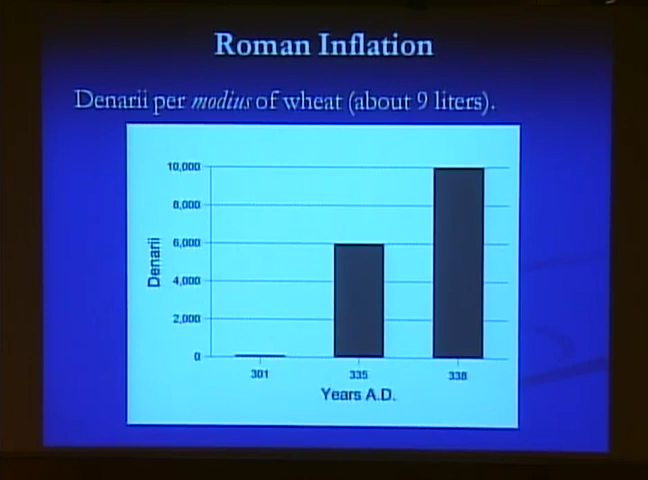 Roman Inflation
Denarii per modius of wheat (about 9 liters).
10,000
8,000
6,000
4,000
2,000
0
Denarii
301 335 338
Years A.D.